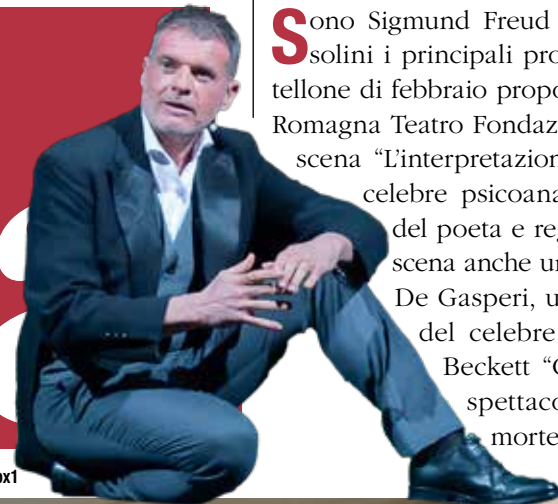 Sono Sigmund Freud
solini i principali pro
tellone di febbraio propo
Romagna Teatro Fondaz
scena “L’interpretazion
celebre psicoana
del poeta e reg
scena anche un
De Gasperi, u
del celebre
Beckett “
spettaco
morte
ox1